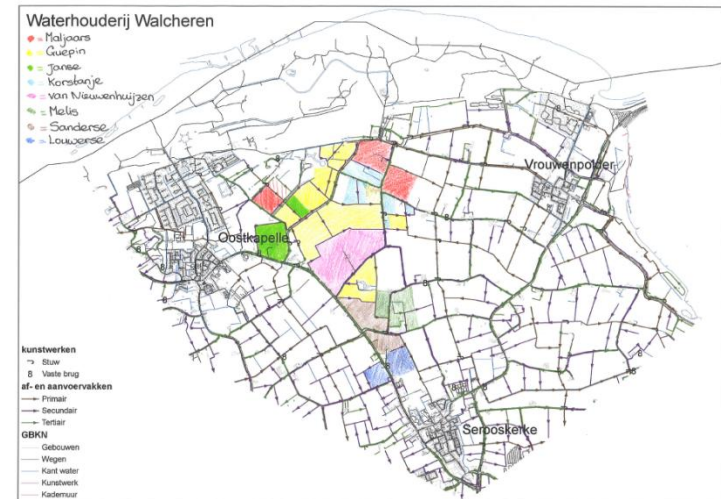 Waterhouderij Walcheren
= Maljaars
= Guepin
= Janse
= Korstanje
= van Nieuwenhuijzen
= Melis
= Sanderse
= Louwerse
Vrouwenpolder
Oostkapelle
Serooskerke
kunstwerken
Stuw
8 Vaste brug
af- en aanvoervakken
Primair
Secundair
Tertiair
GBKN
Gebouwen
Wegen
Kant water
Kunstwerk
Kademuur